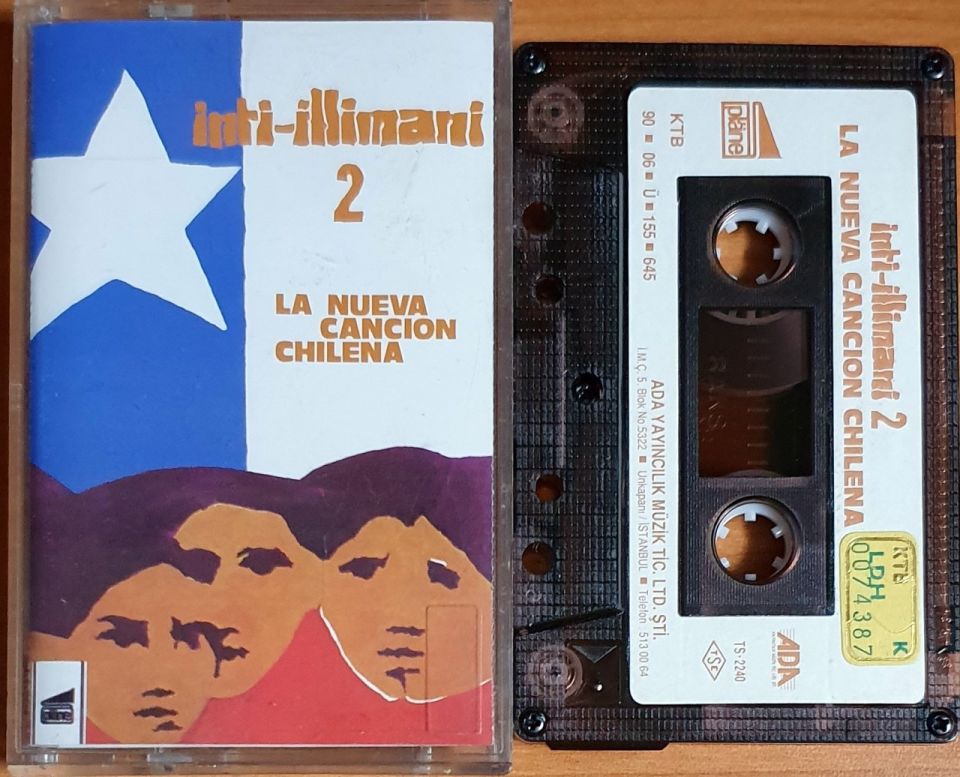 inti-illimani
2
LA NUEVA
CANCION
CHILENA
pläne
KTB
90 ■ 06 ■ Ü ■ 155 ■ 645
inti-illimani 2
LA NUEVA CANCION CHILENA
ADA YAYINCILIK MÜZİK TİC. LTD. ŞTİ.
İ.M.Ç. 5. Blok No:5322 ■ Unkapanı / İSTANBUL ■ Telefon : 513 00 64
TSE
TS-2240
ADA
KTB K
LPH
0074387